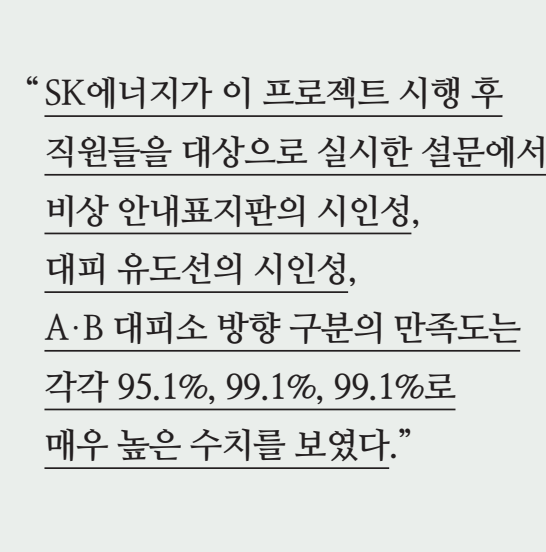 “SK에너지가 이 프로젝트 시행 후
직원들을 대상으로 실시한 설문에서
비상 안내표지판의 시인성,
대피 유도선의 시인성,
A·B 대피소 방향 구분의 만족도는
각각 95.1%, 99.1%, 99.1%로
매우 높은 수치를 보였다.”